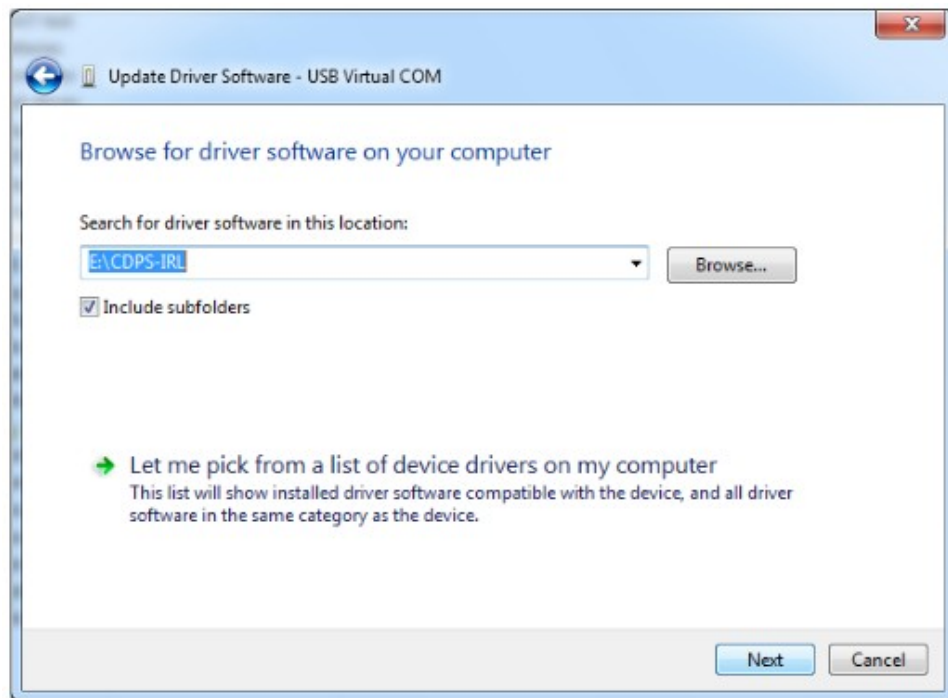 Update Driver Software - USB Virtual COM
Browse for driver software on your computer
Search for driver software in this location:
E:\CDPS-IRL
Browse...
Include subfolders
Let me pick from a list of device drivers on my computer
This list will show installed driver software compatible with the device, and all driver
software in the same category as the device.
Next
Cancel